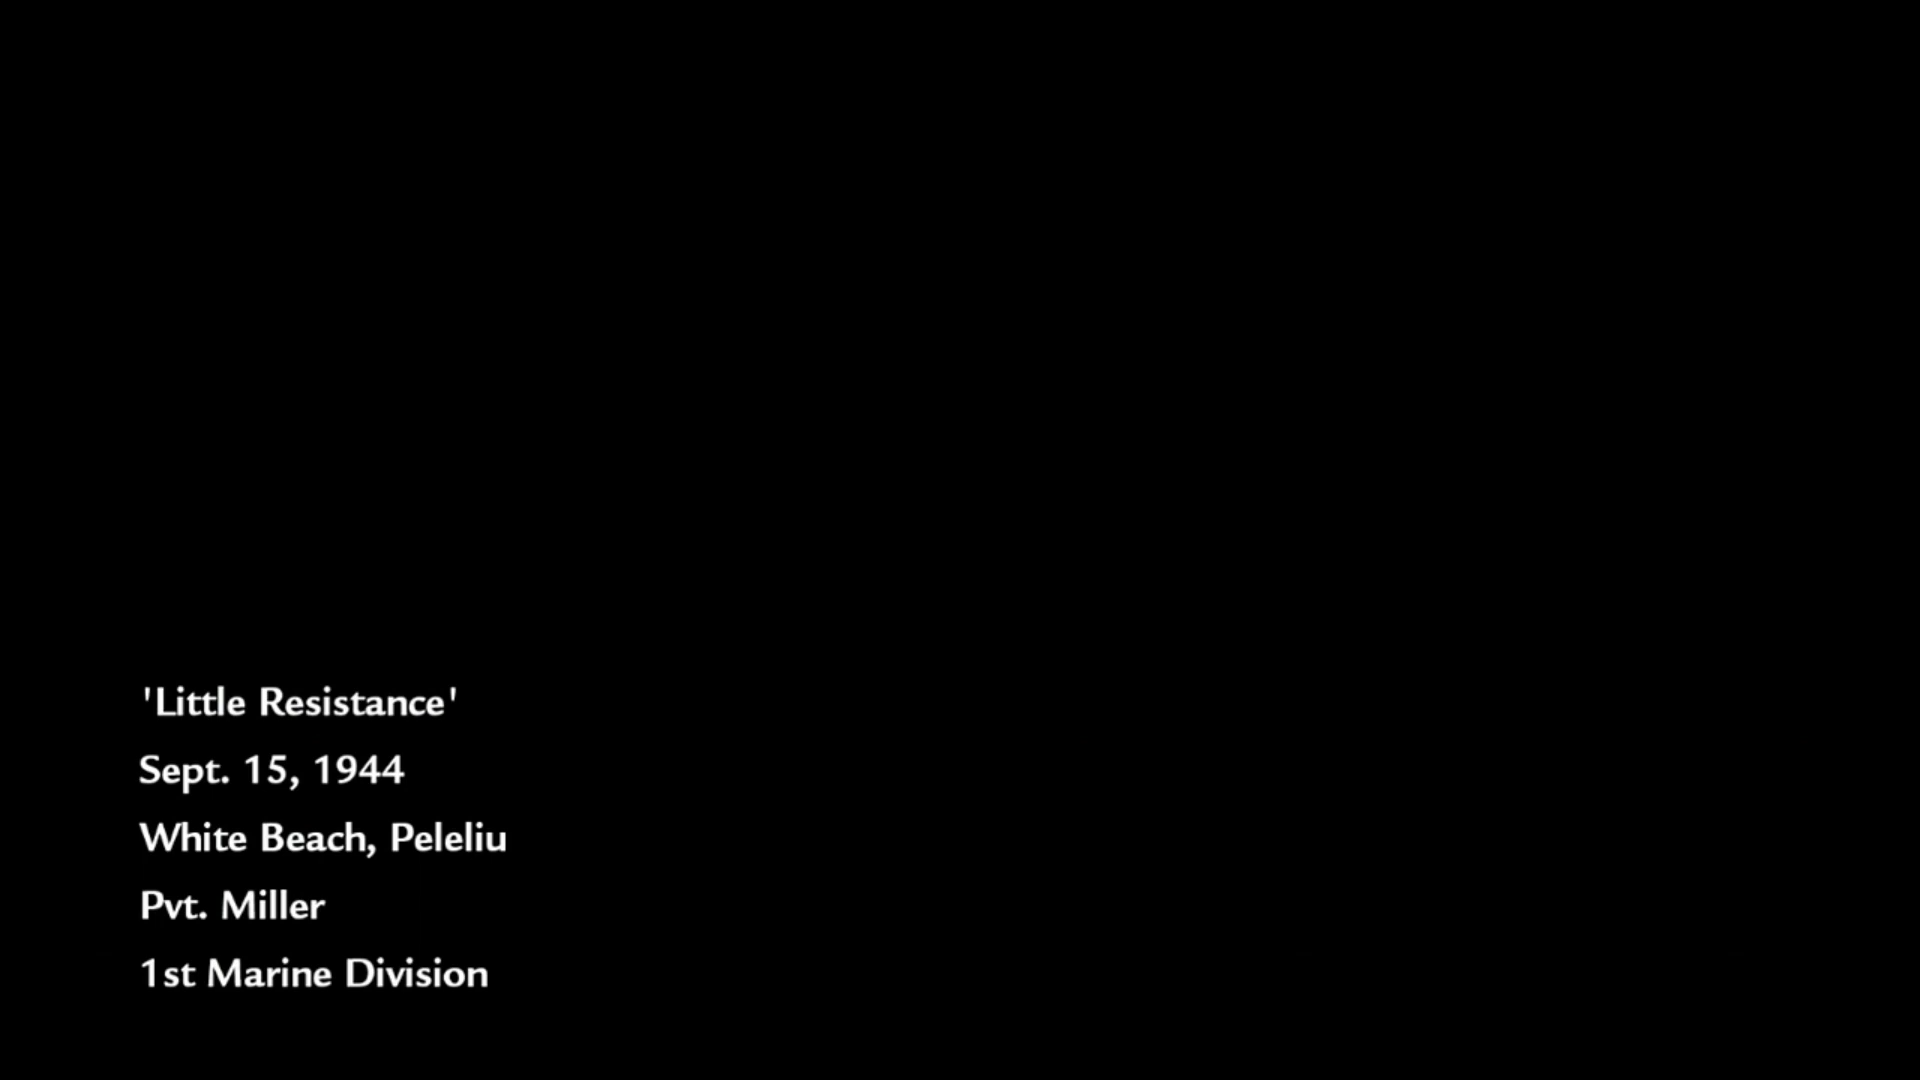 'Little Resistance'
Sept. 15, 1944
White Beach, Peleliu
Pvt. Miller
1st Marine Division